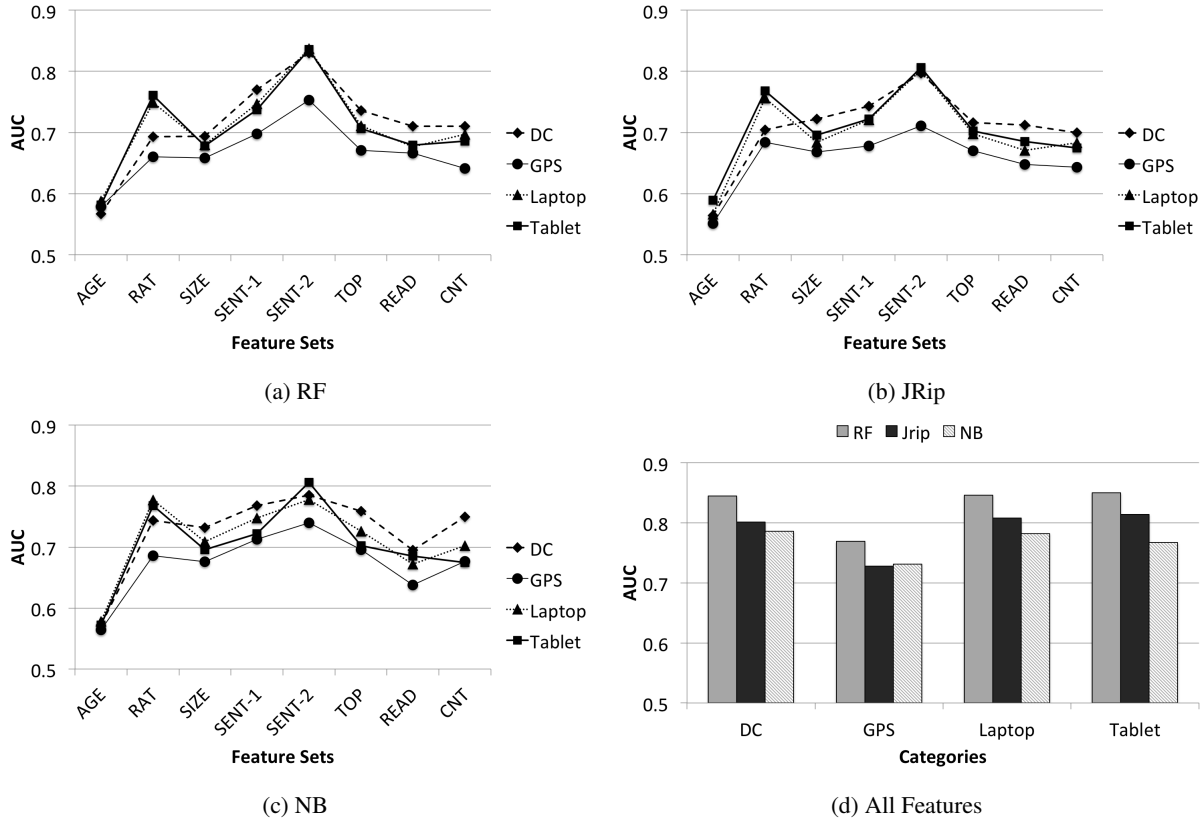 0.9
0.8
0.7
0.6
0.5
AUC
AGE
RAT
SIZE
SENT-1
SENT-2
TOP
READ
CNT
Feature Sets
DC
GPS
Laptop
Tablet
(a) RF
0.9
0.8
0.7
0.6
0.5
AUC
AGE
RAT
SIZE
SENT-1
SENT-2
TOP
READ
CNT
Feature Sets
DC
GPS
Laptop
Tablet
(b) JRip
0.9
0.8
0.7
0.6
0.5
AUC
AGE
RAT
SIZE
SENT-1
SENT-2
TOP
READ
CNT
Feature Sets
DC
GPS
Laptop
Tablet
(c) NB
RF Jrip NB
0.9
0.8
0.7
0.6
0.5
AUC
DC GPS Laptop Tablet
Categories
(d) All Features